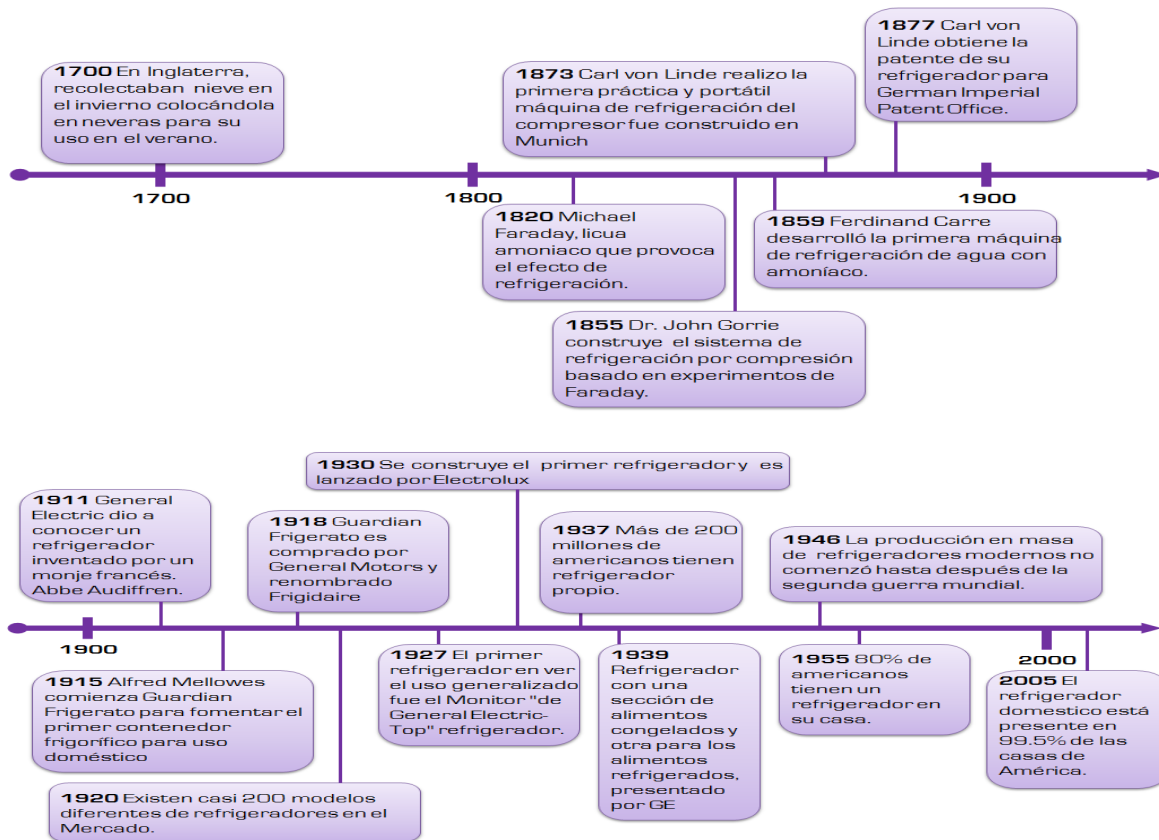 1700 En Inglaterra,
recolectaban nieve en
el invierno colocándola
en neveras para su
uso en el verano.
1873 Carl von Linde realizo la
primera práctica y portátil
máquina de refrigeración del
compresor fue construido en
Munich
1877 Carl von
Linde obtiene la
patente de su
refrigerador para
German Imperial
Patent Office.
1700
1800
1900
1820 Michael
Faraday, licua
amoniaco que provoca
el efecto de
refrigeración.
1859 Ferdinand Carre
desarrolló la primera máquina
de refrigeración de agua con
amoníaco.
1855 Dr. John Gorrie
construye el sistema de
refrigeración por compresión
basado en experimentos de
Faraday.
1930 Se construye el primer refrigerador y es
lanzado por Electrolux
1911 General
Electric dio a
conocer un
refrigerador
inventado por un
monje francés.
Abbe Audiffren.
1918 Guardian
Frigerato es
comprado por
General Motors y
renombrado
Frigidaire
1937 Más de 200
millones de
americanos tienen
refrigerador
propio.
1946 La producción en masa
de refrigeradores modernos no
comenzó hasta después de la
segunda guerra mundial.
1900
2000
1915 Alfred Mellowes
comienza Guardian
Frigerato para fomentar el
primer contenedor
frigorífico para uso
doméstico
1920 Existen casi 200 modelos
diferentes de refrigeradores en el
Mercado.
1927 El primer
refrigerador en ver
el uso generalizado
fue el Monitor "de
General Electric-
Top" refrigerador.
1939
Refrigerador
con una
sección de
alimentos
congelados y
otra para los
alimentos
refrigerados,
presentado
por GE
1955 80% de
americanos
tienen un
refrigerador en
su casa.
2005 El
refrigerador
domestico está
presente en
99.5% de las
casas de
América.